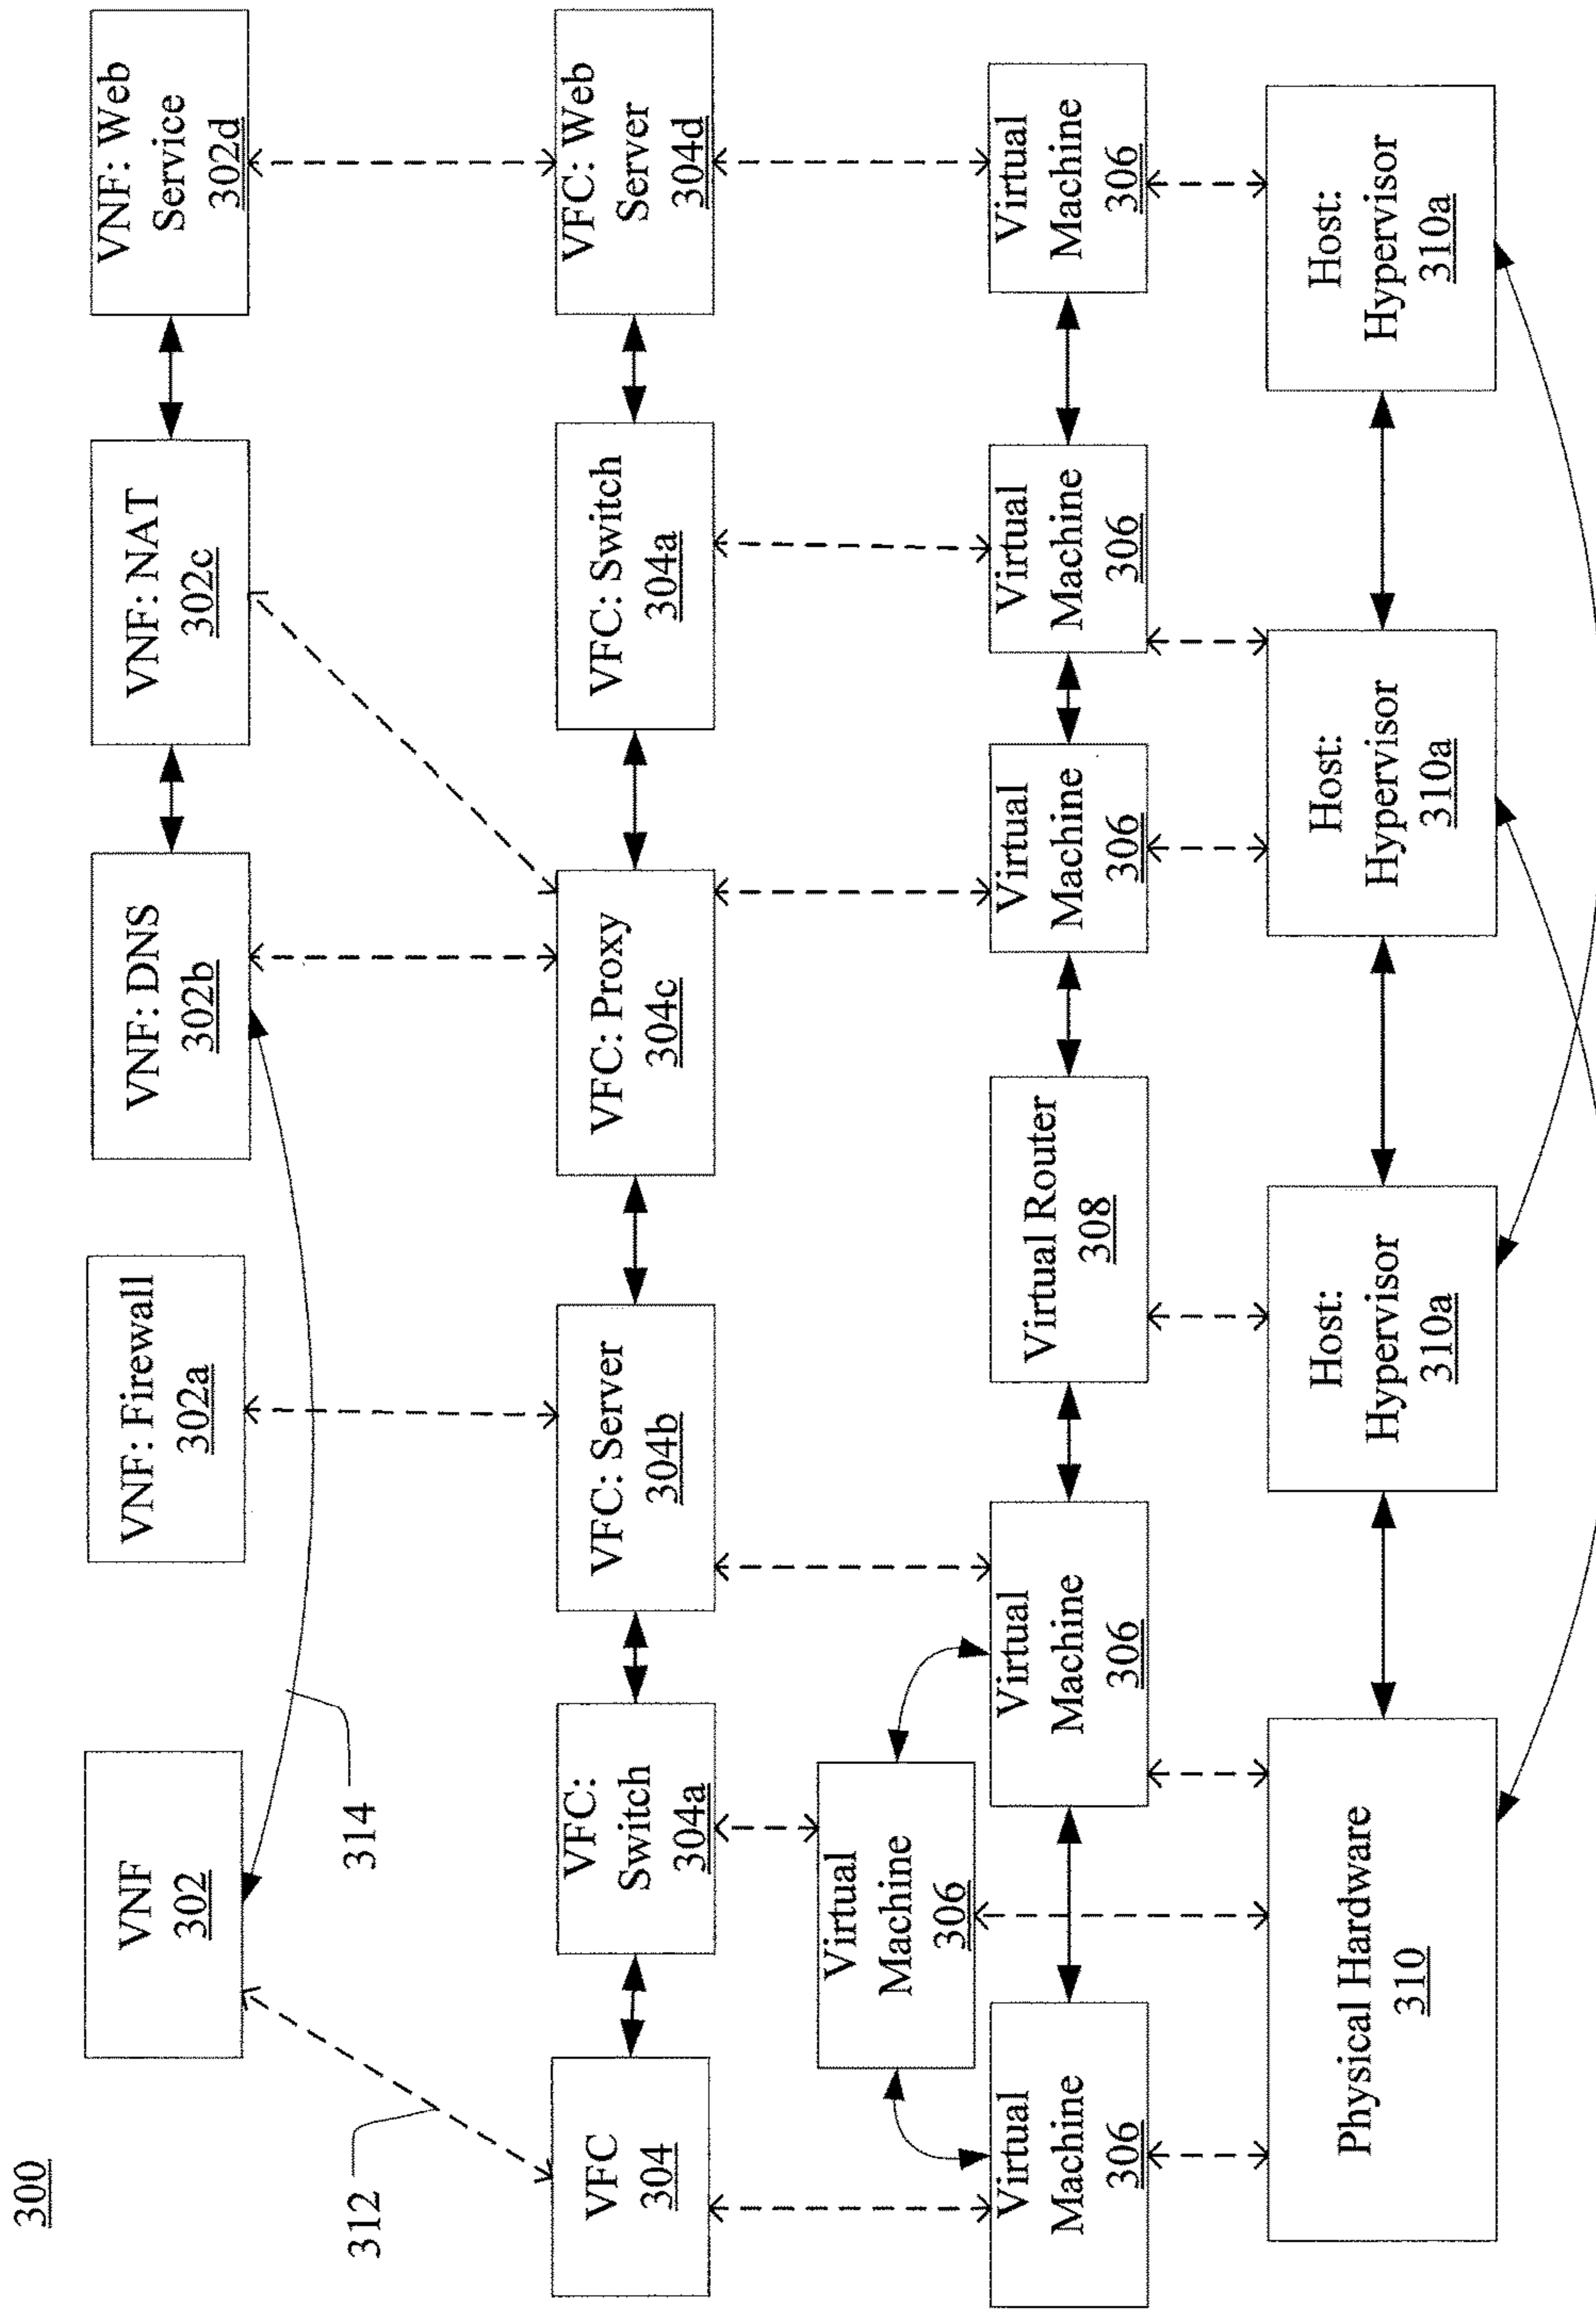 300
VNF
302
VNF: Firewall
302a
VNF: DNS
302b
VNF: NAT
302c
VNF: Web
Service
302d
312
314
VFC
304
VFC:
Switch
304a
VFC: Server
304b
VFC: Proxy
304c
VFC: Switch
304a
VFC: Web
Server
304d
Virtual
Machine
306
Virtual
Machine
306
Virtual
Machine
306
Virtual Router
308
Virtual
Machine
306
Virtual
Machine
306
Virtual
Machine
306
Physical Hardware
310
Host:
Hypervisor
310a
Host:
Hypervisor
310a
Host:
Hypervisor
310a